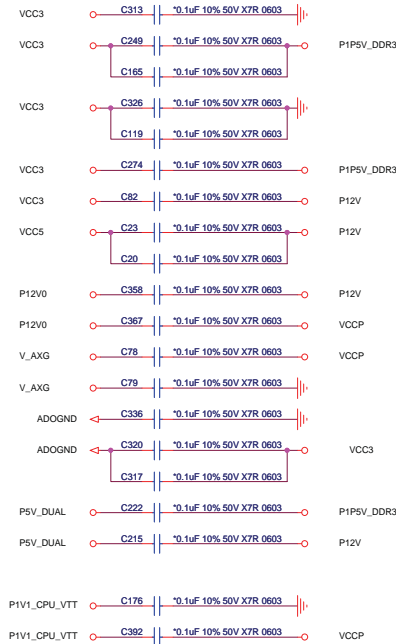 VCC3 C313 *0.1uF 10% 50V X7R 0603
VCC3 C249 *0.1uF 10% 50V X7R 0603 P1P5V_DDR3
C165 *0.1uF 10% 50V X7R 0603
VCC3 C326 *0.1uF 10% 50V X7R 0603
C119 *0.1uF 10% 50V X7R 0603
VCC3 C274 *0.1uF 10% 50V X7R 0603 P1P5V_DDR3
VCC3 C82 *0.1uF 10% 50V X7R 0603 P12V
VCC5 C23 *0.1uF 10% 50V X7R 0603 P12V
C20 *0.1uF 10% 50V X7R 0603
P12V0 C358 *0.1uF 10% 50V X7R 0603 P12V
P12V0 C367 *0.1uF 10% 50V X7R 0603 VCCP
V_AXG C78 *0.1uF 10% 50V X7R 0603 VCCP
V_AXG C79 *0.1uF 10% 50V X7R 0603
ADOGND C336 *0.1uF 10% 50V X7R 0603
ADOGND C320 *0.1uF 10% 50V X7R 0603 VCC3
C317 *0.1uF 10% 50V X7R 0603
P5V_DUAL C222 *0.1uF 10% 50V X7R 0603 P1P5V_DDR3
P5V_DUAL C215 *0.1uF 10% 50V X7R 0603 P12V
P1V1_CPU_VTT C176 *0.1uF 10% 50V X7R 0603
P1V1_CPU_VTT C392 *0.1uF 10% 50V X7R 0603 VCCP